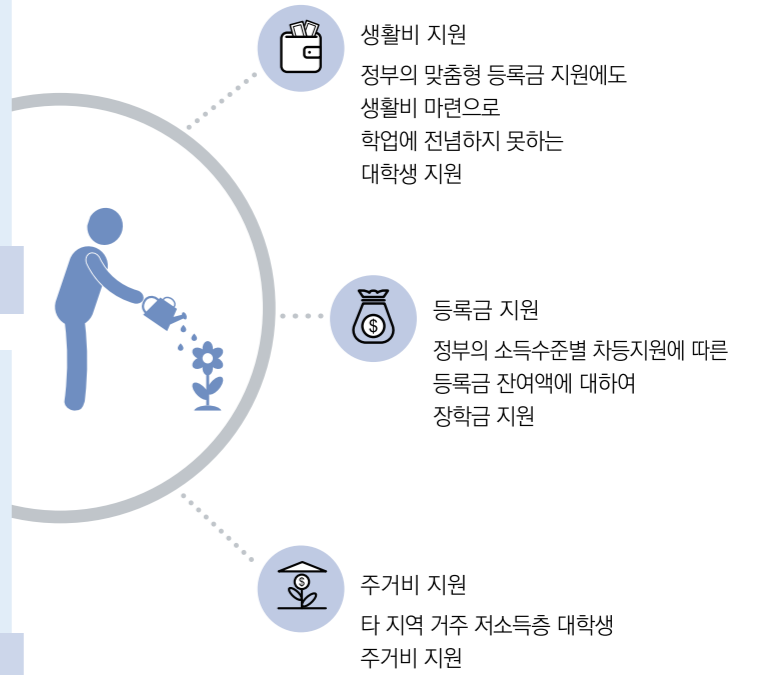 생활비 지원
정부의 맞춤형 등록금 지원에도
생활비 마련으로
학업에 전념하지 못하는
대학생 지원
등록금 지원
정부의 소득수준별 차등지원에 따른
등록금 잔여액에 대하여
장학금 지원
주거비 지원
타 지역 거주 저소득층 대학생
주거비 지원